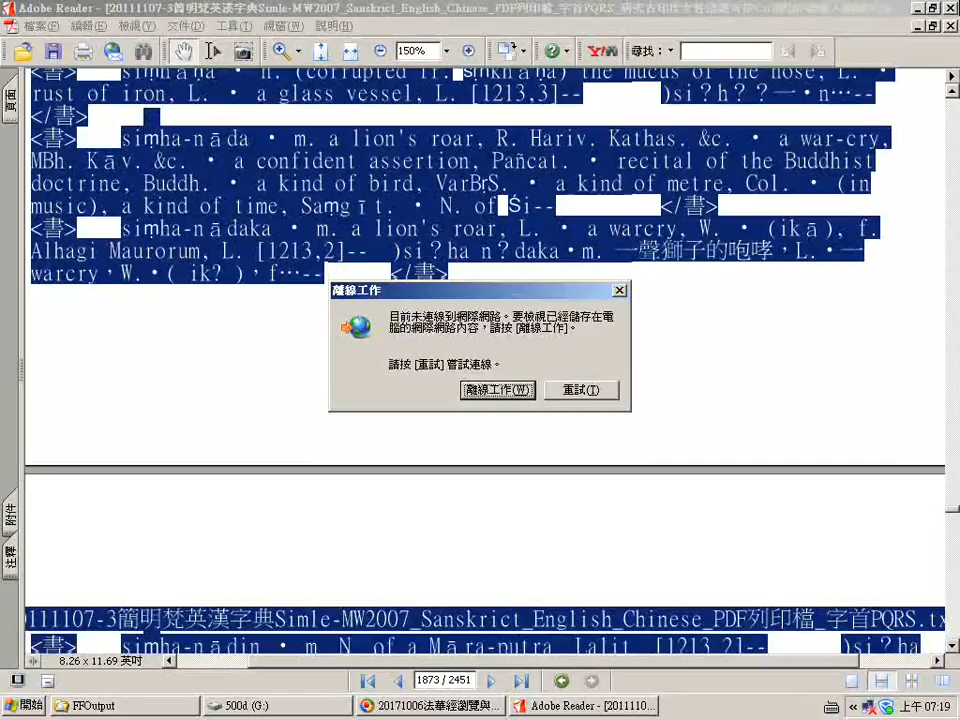 Adobe Reader - [20111107-3簡明梵英漢字典Simle-MW2007_Sanskrict_English_Chinese_PDF列印檔_字首PQRS_
檔案(F) 編輯(E) 檢視(V) 文件(D) 工具(T) 視窗(W) 說明(H)
150% 尋找:
<書> siṃhāṇa • n. (corrupted fr. śiṅkhāṇa) the mucus of the nose, L. •
rust of iron, L. • a glass vessel, L. [1213,3]-- )si？h？？一•n…--
</書>
<書> siṃha-nāda • m. a lion's roar, R. Hariv. Kathas. &c. • a war-cry,
MBh. Kāv. &c. • a confident assertion, Pañcat. • recital of the Buddhist
doctrine, Buddh. • a kind of bird, VarBṛS. • a kind of metre, Col. • (in
music), a kind of time, Saṃgīt. • N. of Śi-- </書>
<書> siṃha-nādaka • m. a lion's roar, L. • a warcry, W. • (ikā), f.
Alhagi Maurorum, L. [1213,2]-- )si？ha n？daka•m. 一聲獅子的咆哮，L.•一
warcry，W.•( ik? )，f…-- </書>
離線工作
目前未連線到網際網路。要檢視已經儲存在電
腦的網際網路內容，請按 [離線工作]。
請按 [重試] 嘗試連線。
離線工作(W) 重試(T)
頁面
附件
注釋
111107-3簡明梵英漢字典Simle-MW2007_Sanskrict_English_Chinese_PDF列印檔_字首PQRS.tx
<書> siṃha-nādin • m. N. of a Māra-putra, Lalit. [1213,2]-- )si？ha
8.26 x 11.69 英吋
1873 / 2451
開始 FFOutput 500d (G:) 20171006法華經瀏覽與... Adobe Reader - [2011110... 上午 07:19